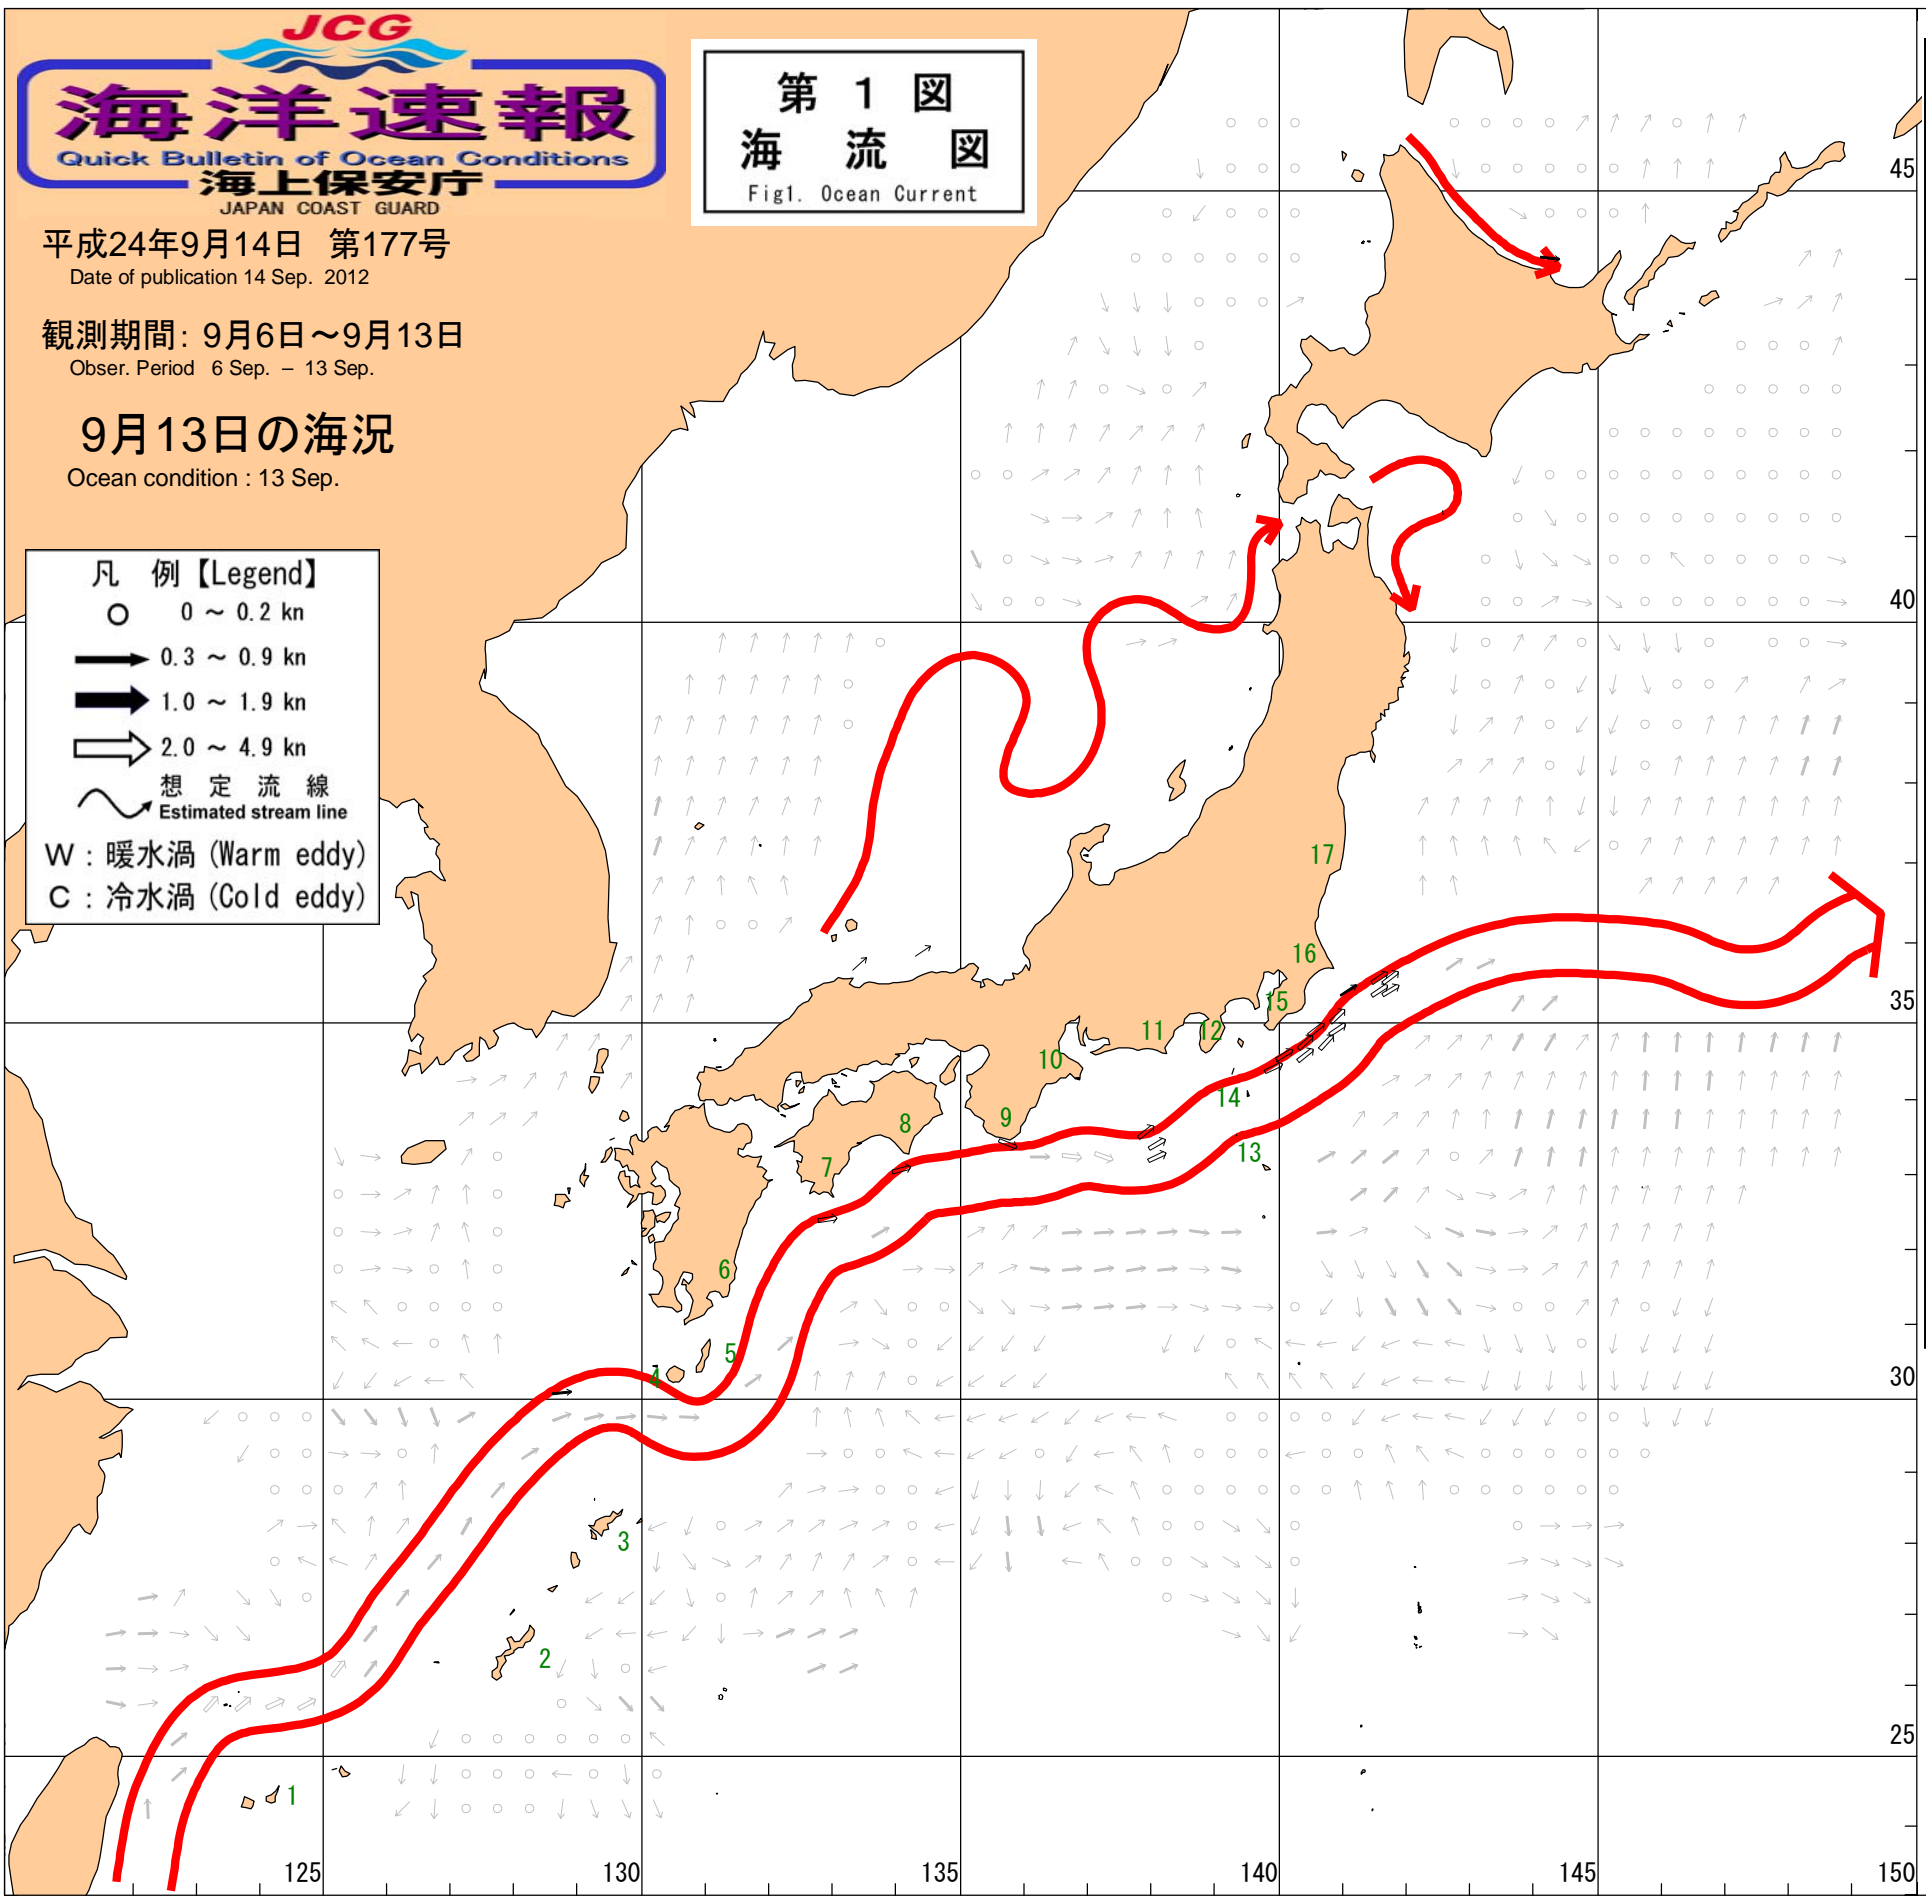 JCG
海洋速報
Quick Bulletin of Ocean Conditions
海上保安庁
JAPAN COAST GUARD
第 1 図
海 流 図
Fig1. Ocean Current
平成24年9月14日 第177号
Date of publication 14 Sep. 2012
観測期間: 9月6日～9月13日
Obser. Period 6 Sep. – 13 Sep.
9月13日の海況
Ocean condition : 13 Sep.
凡 例【Legend】
0 ～ 0.2 kn
0.3 ～ 0.9 kn
1.0 ～ 1.9 kn
2.0 ～ 4.9 kn
想 定 流 線
Estimated stream line
W : 暖水渦 (Warm eddy)
C : 冷水渦 (Cold eddy)
45
40
17
16
15
35
11
12
10
14
9
8
13
7
6
5
4
30
3
2
25
1
125
130
135
140
145
150